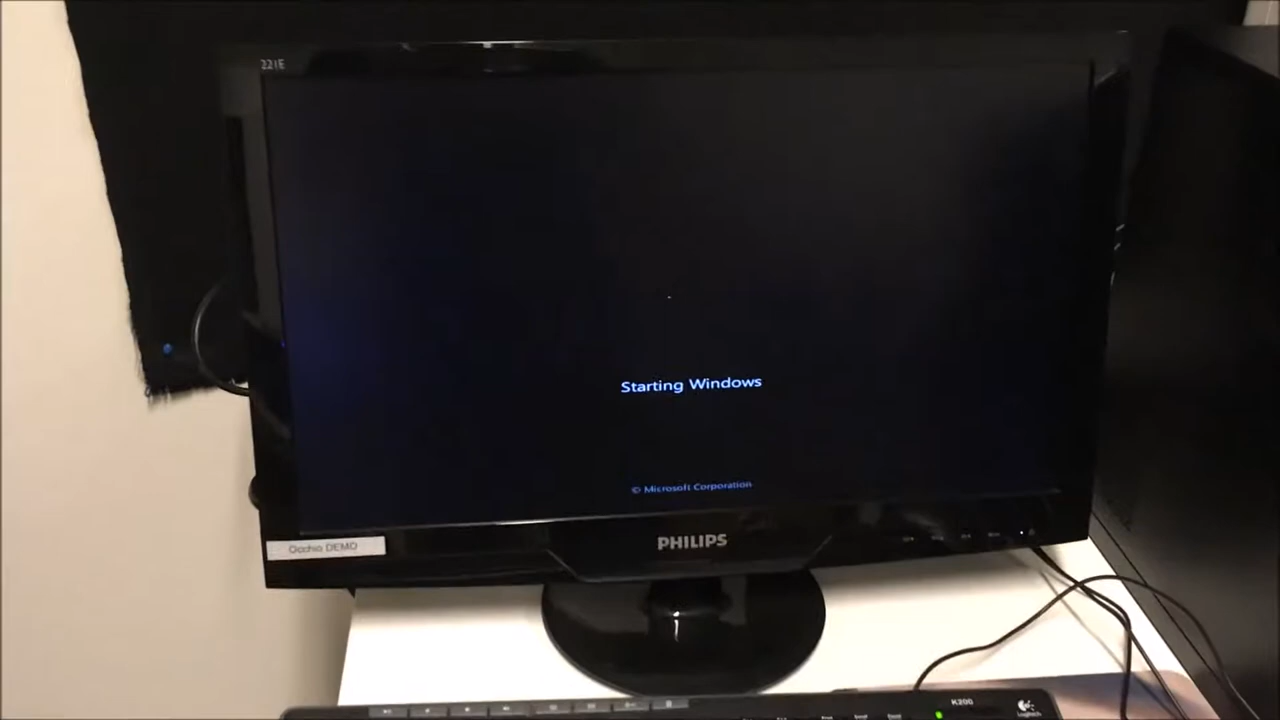 221E
Starting Windows
© Microsoft Corporation
Occhio DEMO
PHILIPS
K200
Logitech